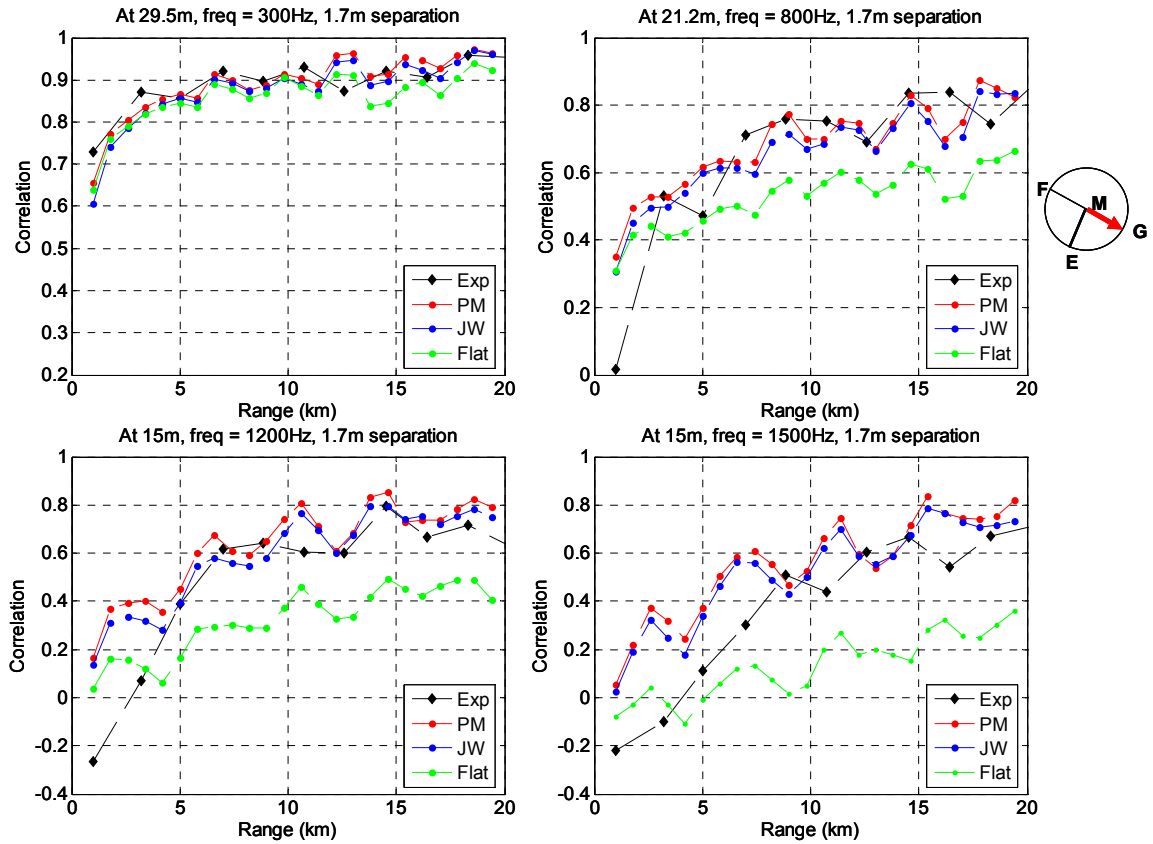 At 29.5m, freq = 300Hz, 1.7m separation
1
0.9
0.8
0.7
0.6
0.5
0.4
0.3
0.2
Correlation
0 5 10 15 20
Range (km)
Exp
PM
JW
Flat
At 21.2m, freq = 800Hz, 1.7m separation
1
0.8
0.6
0.4
0.2
0
Correlation
0 5 10 15 20
Range (km)
Exp
PM
JW
Flat
F
M
G
E
At 15m, freq = 1200Hz, 1.7m separation
1
0.8
0.6
0.4
0.2
0
-0.2
-0.4
Correlation
0 5 10 15 20
Range (km)
Exp
PM
JW
Flat
At 15m, freq = 1500Hz, 1.7m separation
1
0.8
0.6
0.4
0.2
0
-0.2
-0.4
Correlation
0 5 10 15 20
Range (km)
Exp
PM
JW
Flat